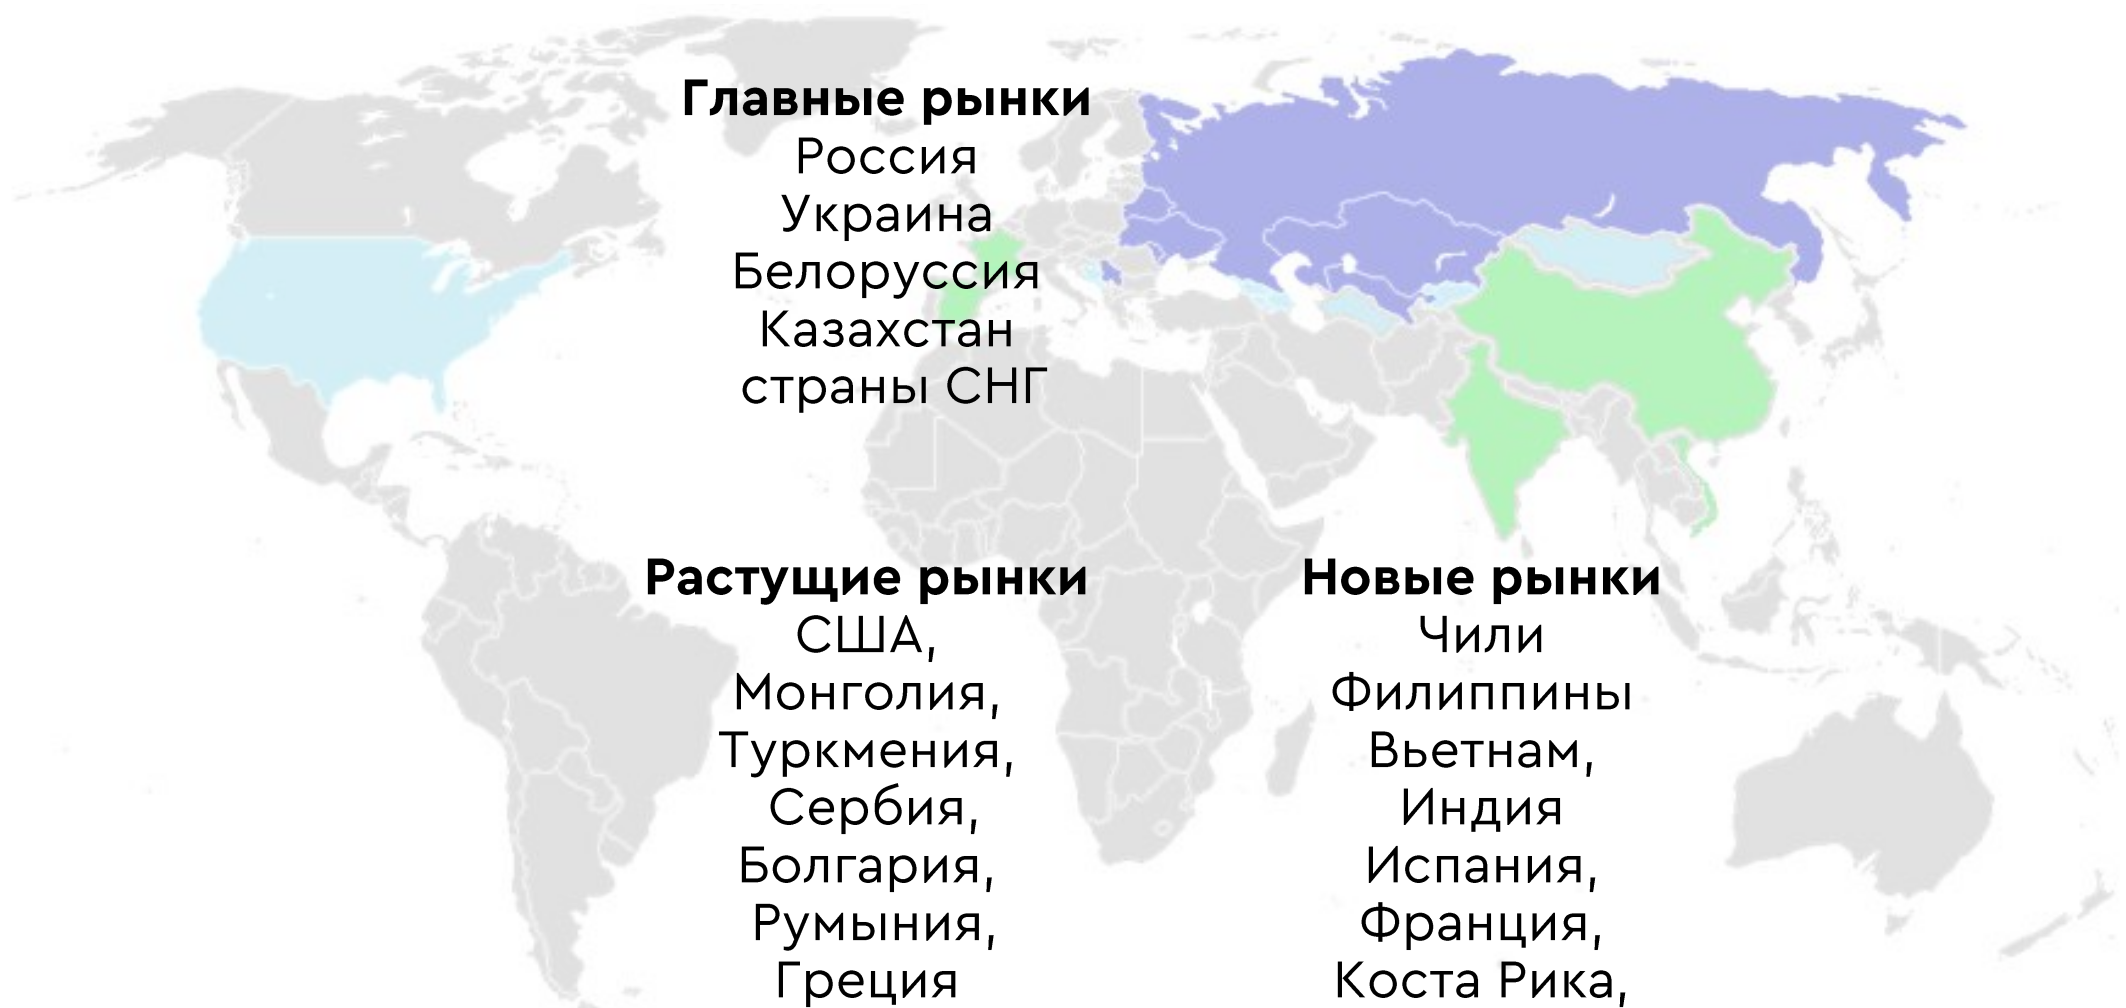 Главные рынки
Россия
Украина
Белоруссия
Казахстан
страны СНГ
Растущие рынки
США,
Монголия,
Туркмения,
Сербия,
Болгария,
Румыния,
Греция
Новые рынки
Чили
Филиппины
Вьетнам,
Индия
Испания,
Франция,
Коста Рика,